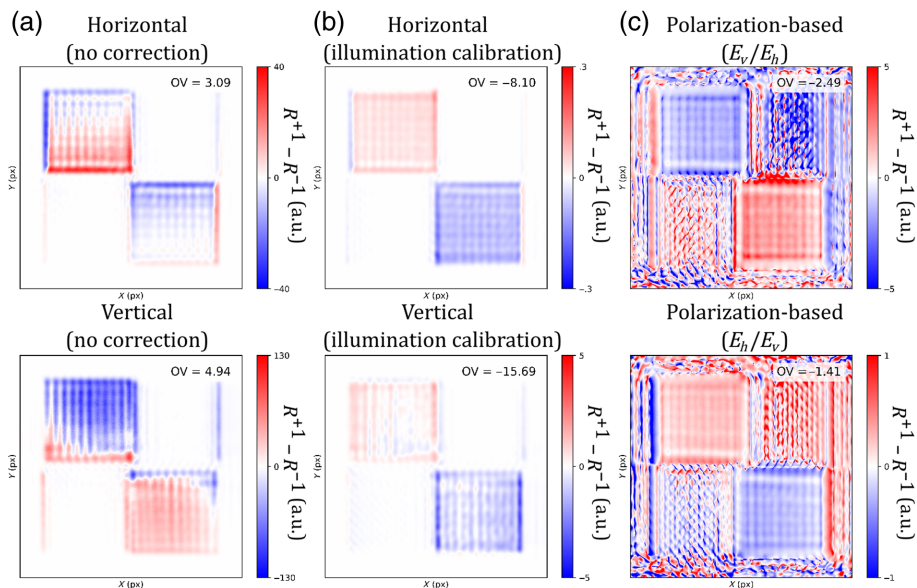 (a)
Horizontal
(no correction)
OV = 3.09
40
0
−40
R⁺¹ − R⁻¹ (a.u.)
Y (px)
X (px)
(b)
Horizontal
(illumination calibration)
OV = −8.10
.3
0
−.3
R⁺¹ − R⁻¹ (a.u.)
Y (px)
X (px)
(c)
Polarization-based
(Eᵥ/Eₕ)
OV = −2.49
5
0
−5
R⁺¹ − R⁻¹ (a.u.)
Y (px)
X (px)
Vertical
(no correction)
OV = 4.94
130
0
−130
R⁺¹ − R⁻¹ (a.u.)
Y (px)
X (px)
Vertical
(illumination calibration)
OV = −15.69
5
0
−5
R⁺¹ − R⁻¹ (a.u.)
Y (px)
X (px)
Polarization-based
(Eₕ/Eᵥ)
OV = −1.41
1
0
−1
R⁺¹ − R⁻¹ (a.u.)
Y (px)
X (px)